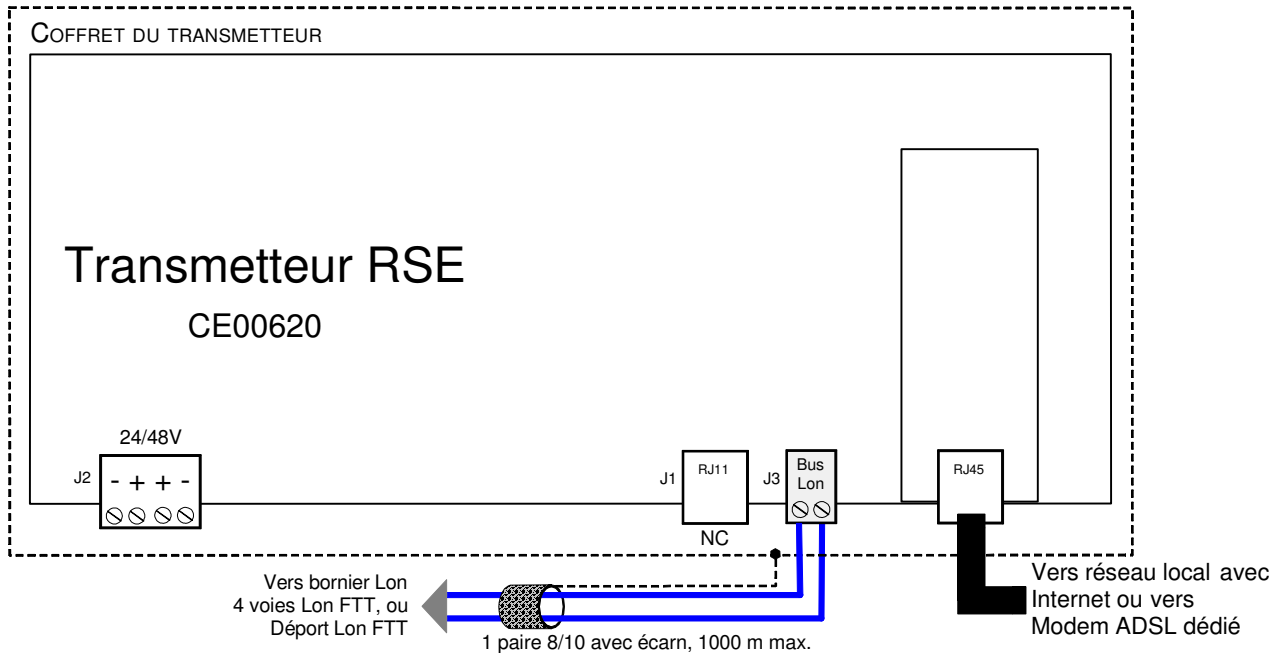 COFFRET DU TRANSMETTEUR
Transmetteur RSE
CE00620
24/48V
J2
- + + -
J1
RJ11
NC
J3
Bus
Lon
RJ45
Vers bornier Lon
4 voies Lon FTT, ou
Déport Lon FTT
1 paire 8/10 avec écarn, 1000 m max.
Vers réseau local avec
Internet ou vers
Modem ADSL dédié